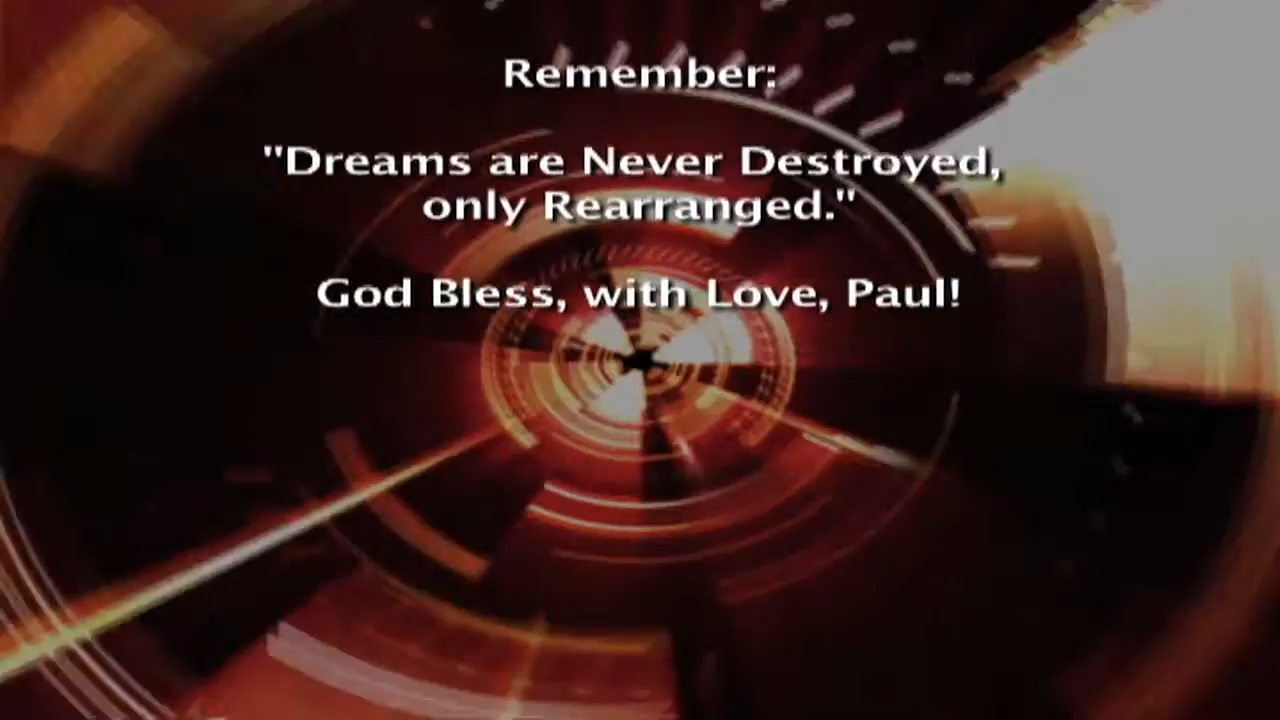 Remember:
"Dreams are Never Destroyed,
only Rearranged."
God Bless, with Love, Paul!